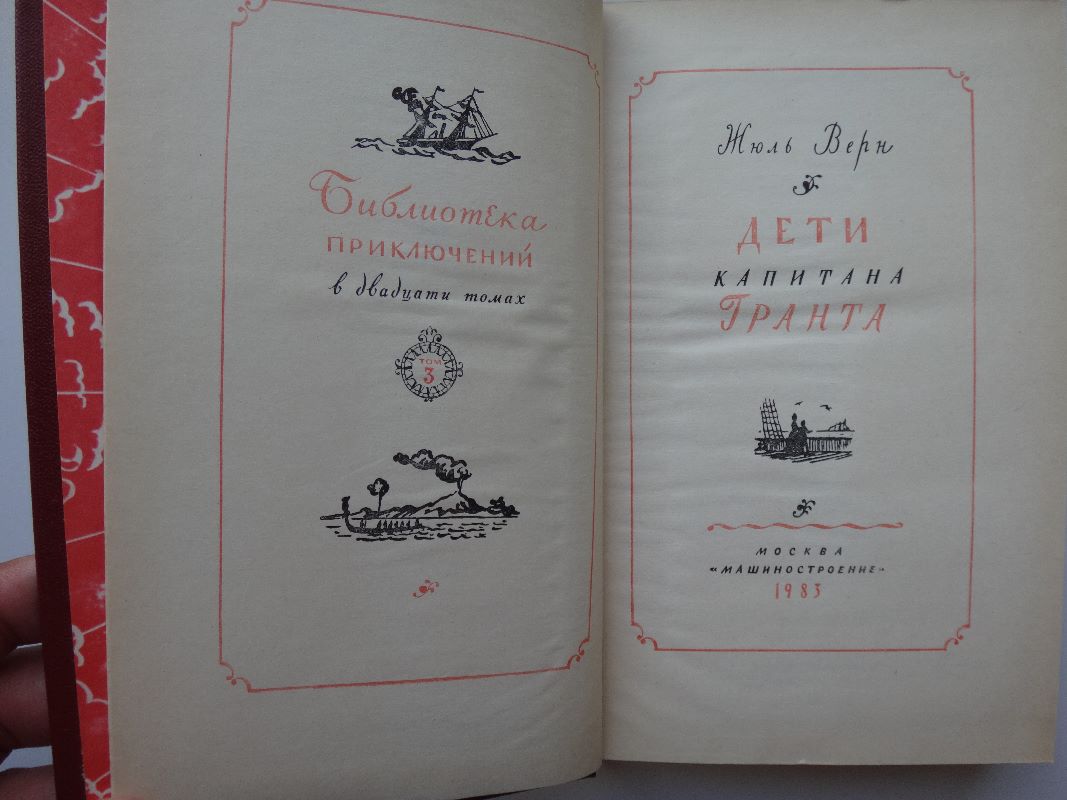 Библиотека
ПРИКЛЮЧЕНИЙ
в двадцати томах
ТОМ
3
Жюль Верн
ДЕТИ
КАПИТАНА
ГРАНТА
МОСКВА
«МАШИНОСТРОЕНИЕ»
1983